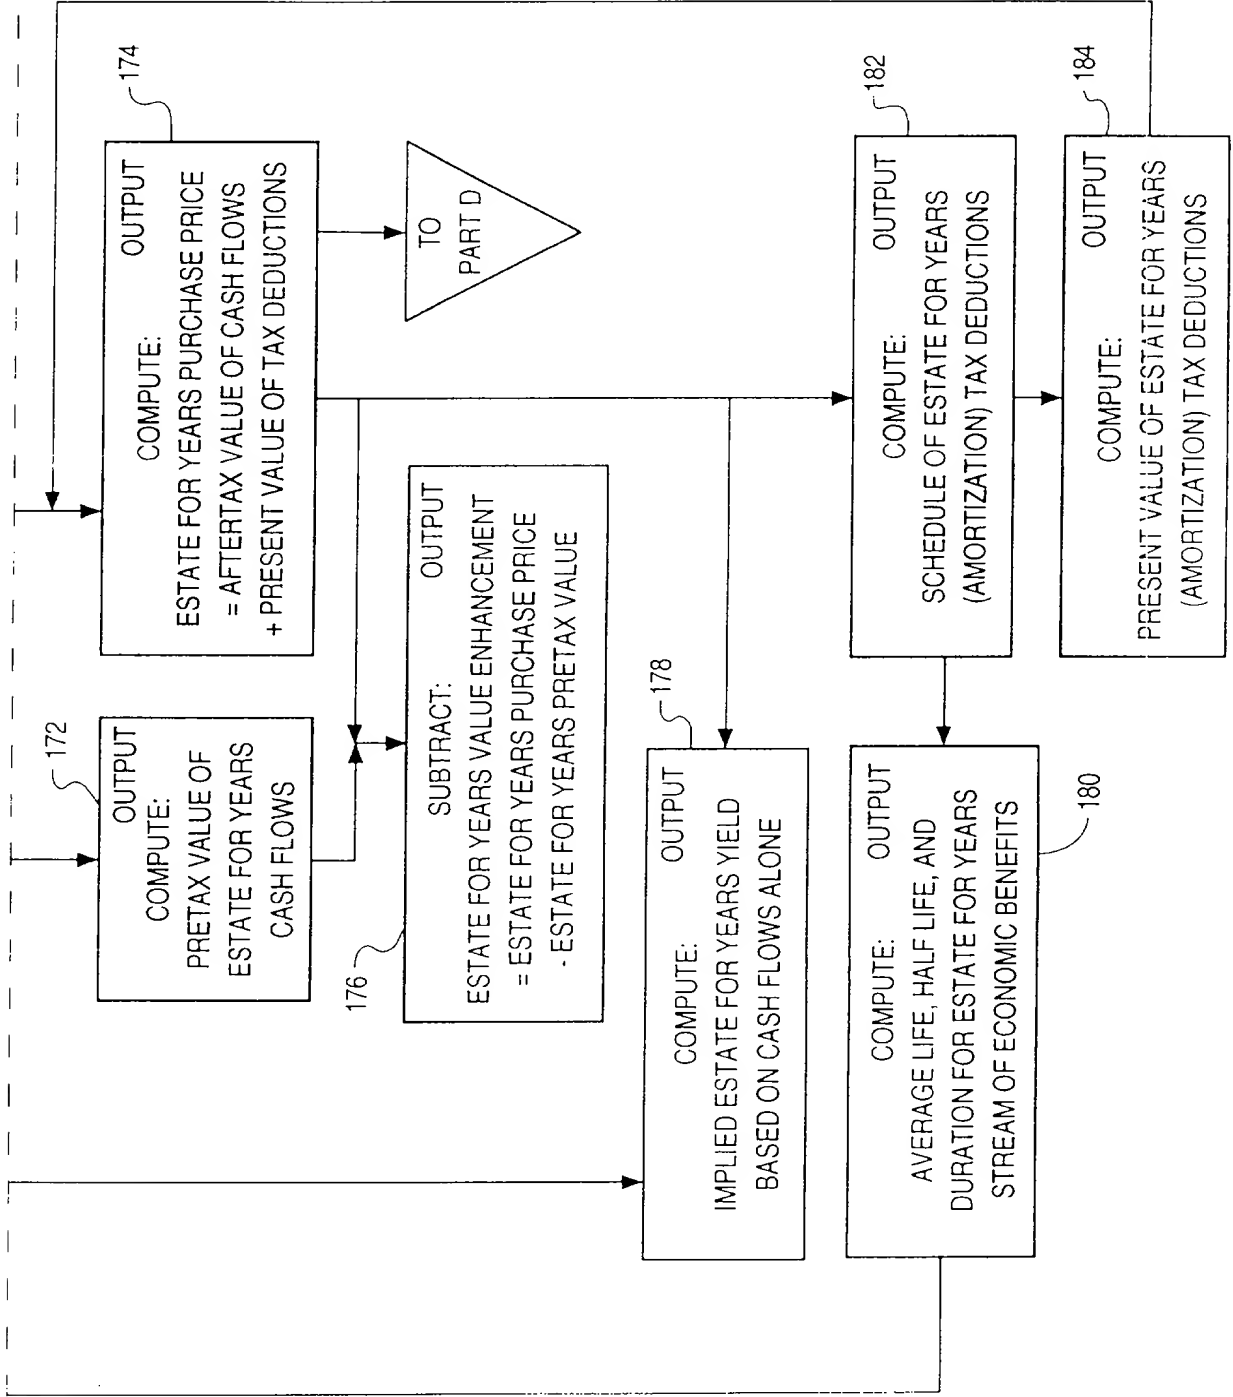 172
OUTPUT
COMPUTE:
PRETAX VALUE OF
ESTATE FOR YEARS
CASH FLOWS
174
OUTPUT
COMPUTE:
ESTATE FOR YEARS PURCHASE PRICE
= AFTERTAX VALUE OF CASH FLOWS
+ PRESENT VALUE OF TAX DEDUCTIONS
176
OUTPUT
SUBTRACT:
ESTATE FOR YEARS VALUE ENHANCEMENT
= ESTATE FOR YEARS PURCHASE PRICE
- ESTATE FOR YEARS PRETAX VALUE
TO
PART D
178
COMPUTE: OUTPUT
IMPLIED ESTATE FOR YEARS YIELD
BASED ON CASH FLOWS ALONE
COMPUTE: OUTPUT
AVERAGE LIFE, HALF LIFE, AND
DURATION FOR ESTATE FOR YEARS
STREAM OF ECONOMIC BENEFITS
180
182
COMPUTE: OUTPUT
SCHEDULE OF ESTATE FOR YEARS
(AMORTIZATION) TAX DEDUCTIONS
184
COMPUTE: OUTPUT
PRESENT VALUE OF ESTATE FOR YEARS
(AMORTIZATION) TAX DEDUCTIONS